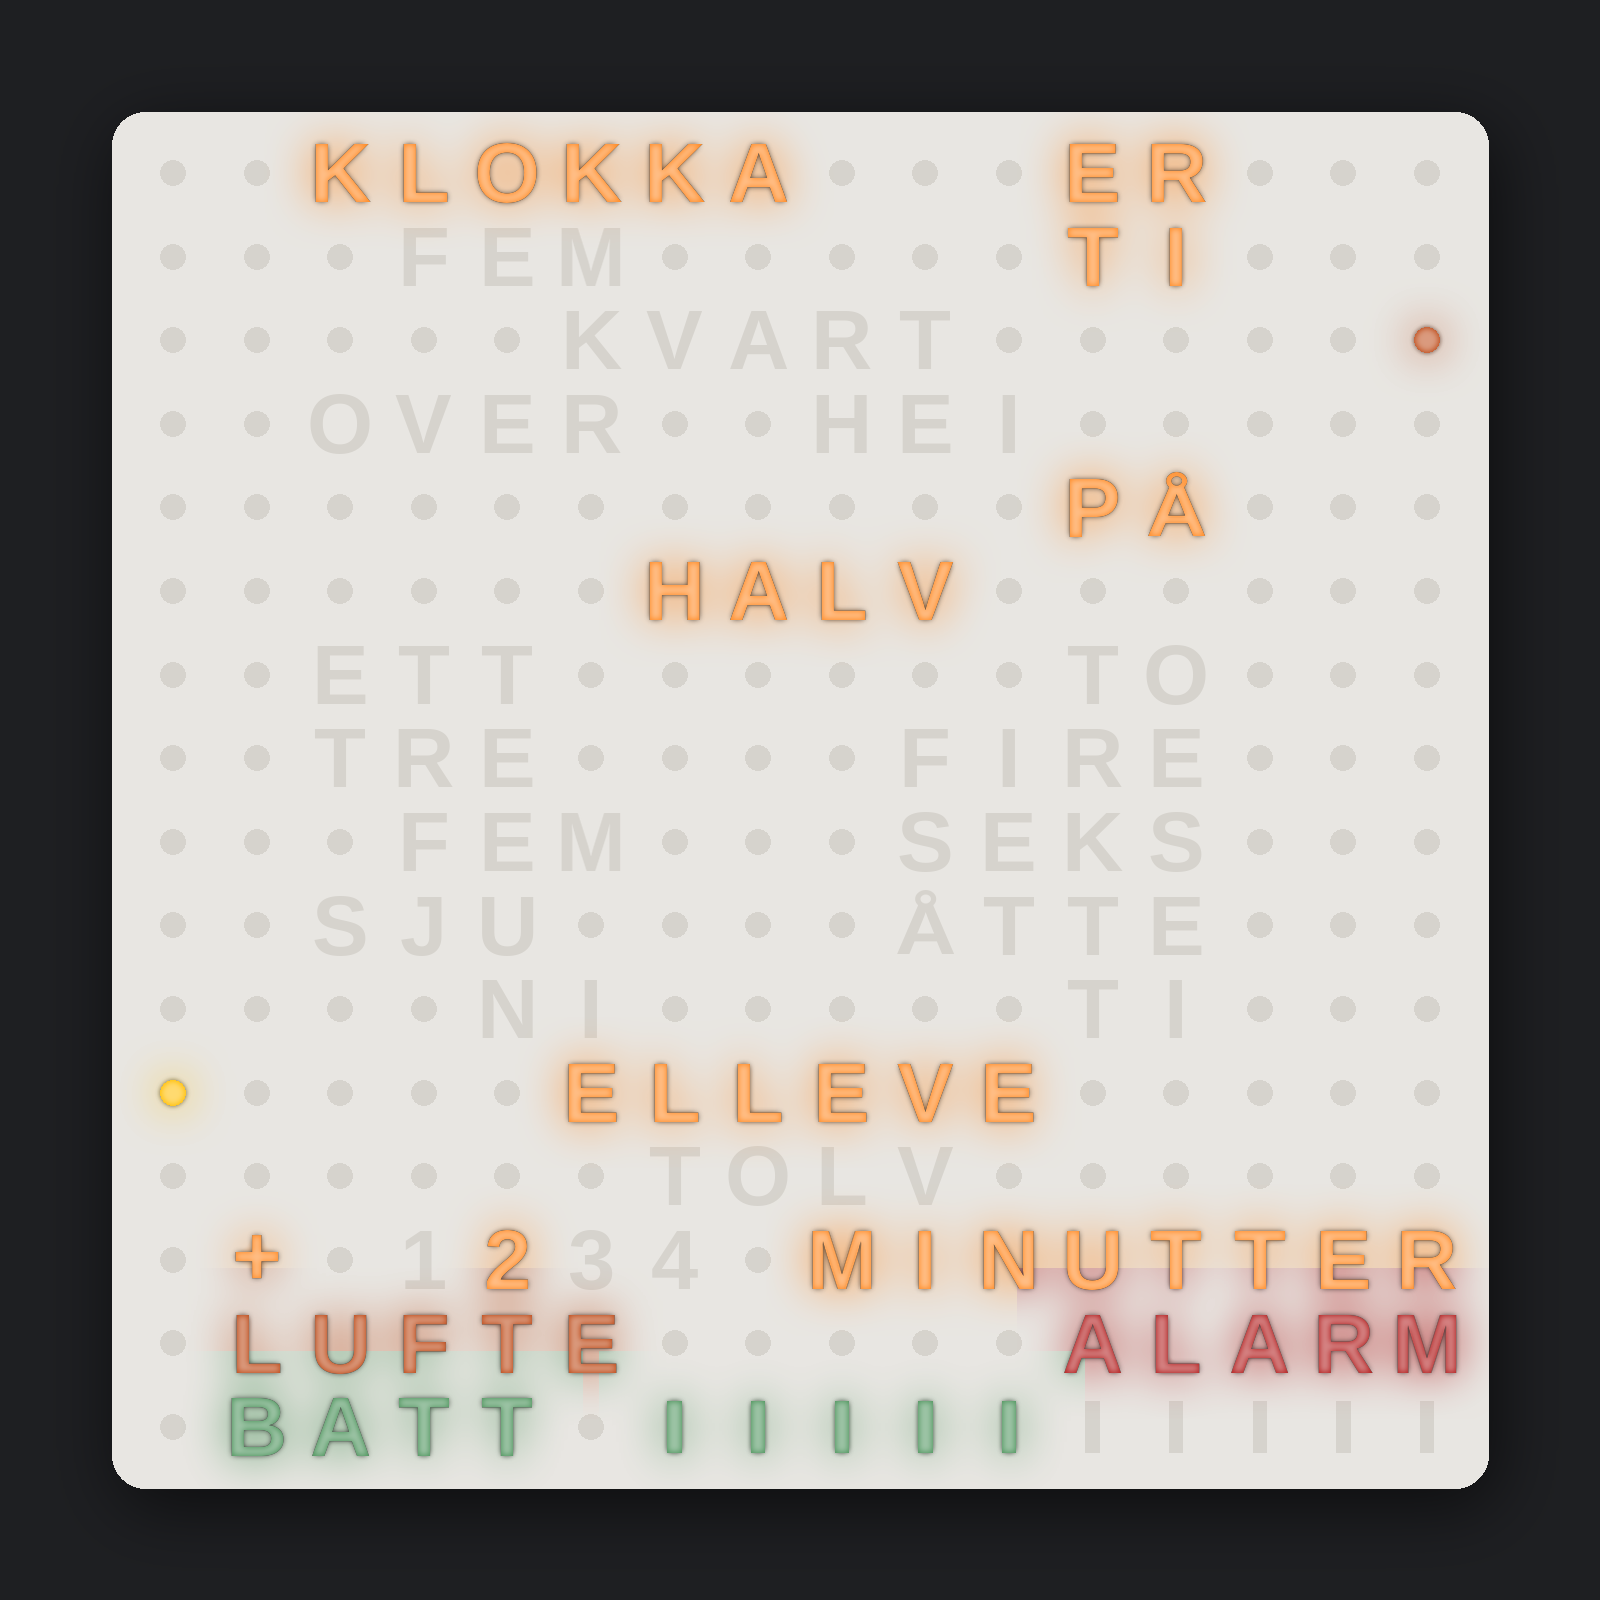 KLOKKA ER
FEM TI
KVART
OVER HEI
PÅ
HALV
ETT TO
TRE FIRE
FEM SEKS
SJU ÅTTE
NI TI
ELLEVE
TOLV
+ 1 2 3 4 MINUTTER
LUFTE ALARM
BATT I I I I I I I I I I